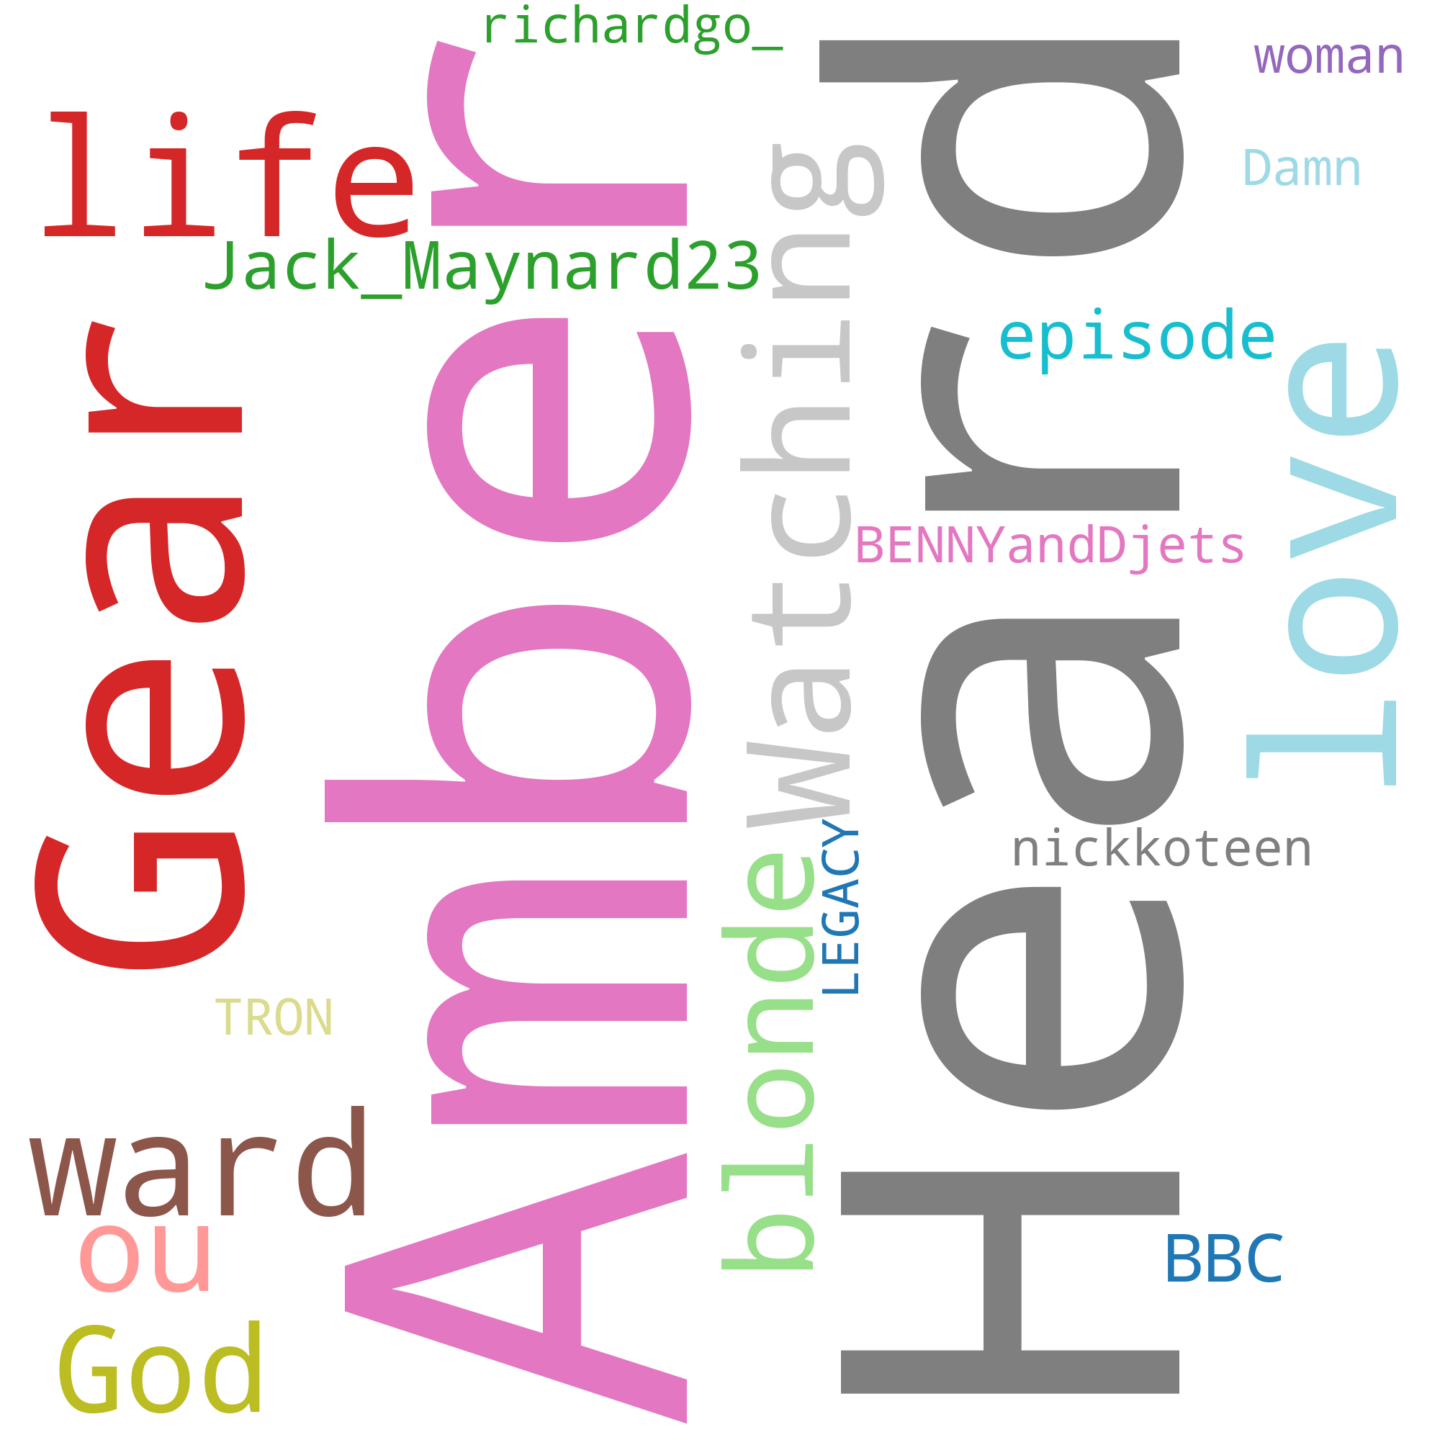 richardgo_
woman
life
Damn
Jack_Maynard23
episode
Gear
Amber
Watching
Heard
love
BENNYandDjets
nickkoteen
LEGACY
blonde
TRON
ward
ou
BBC
God